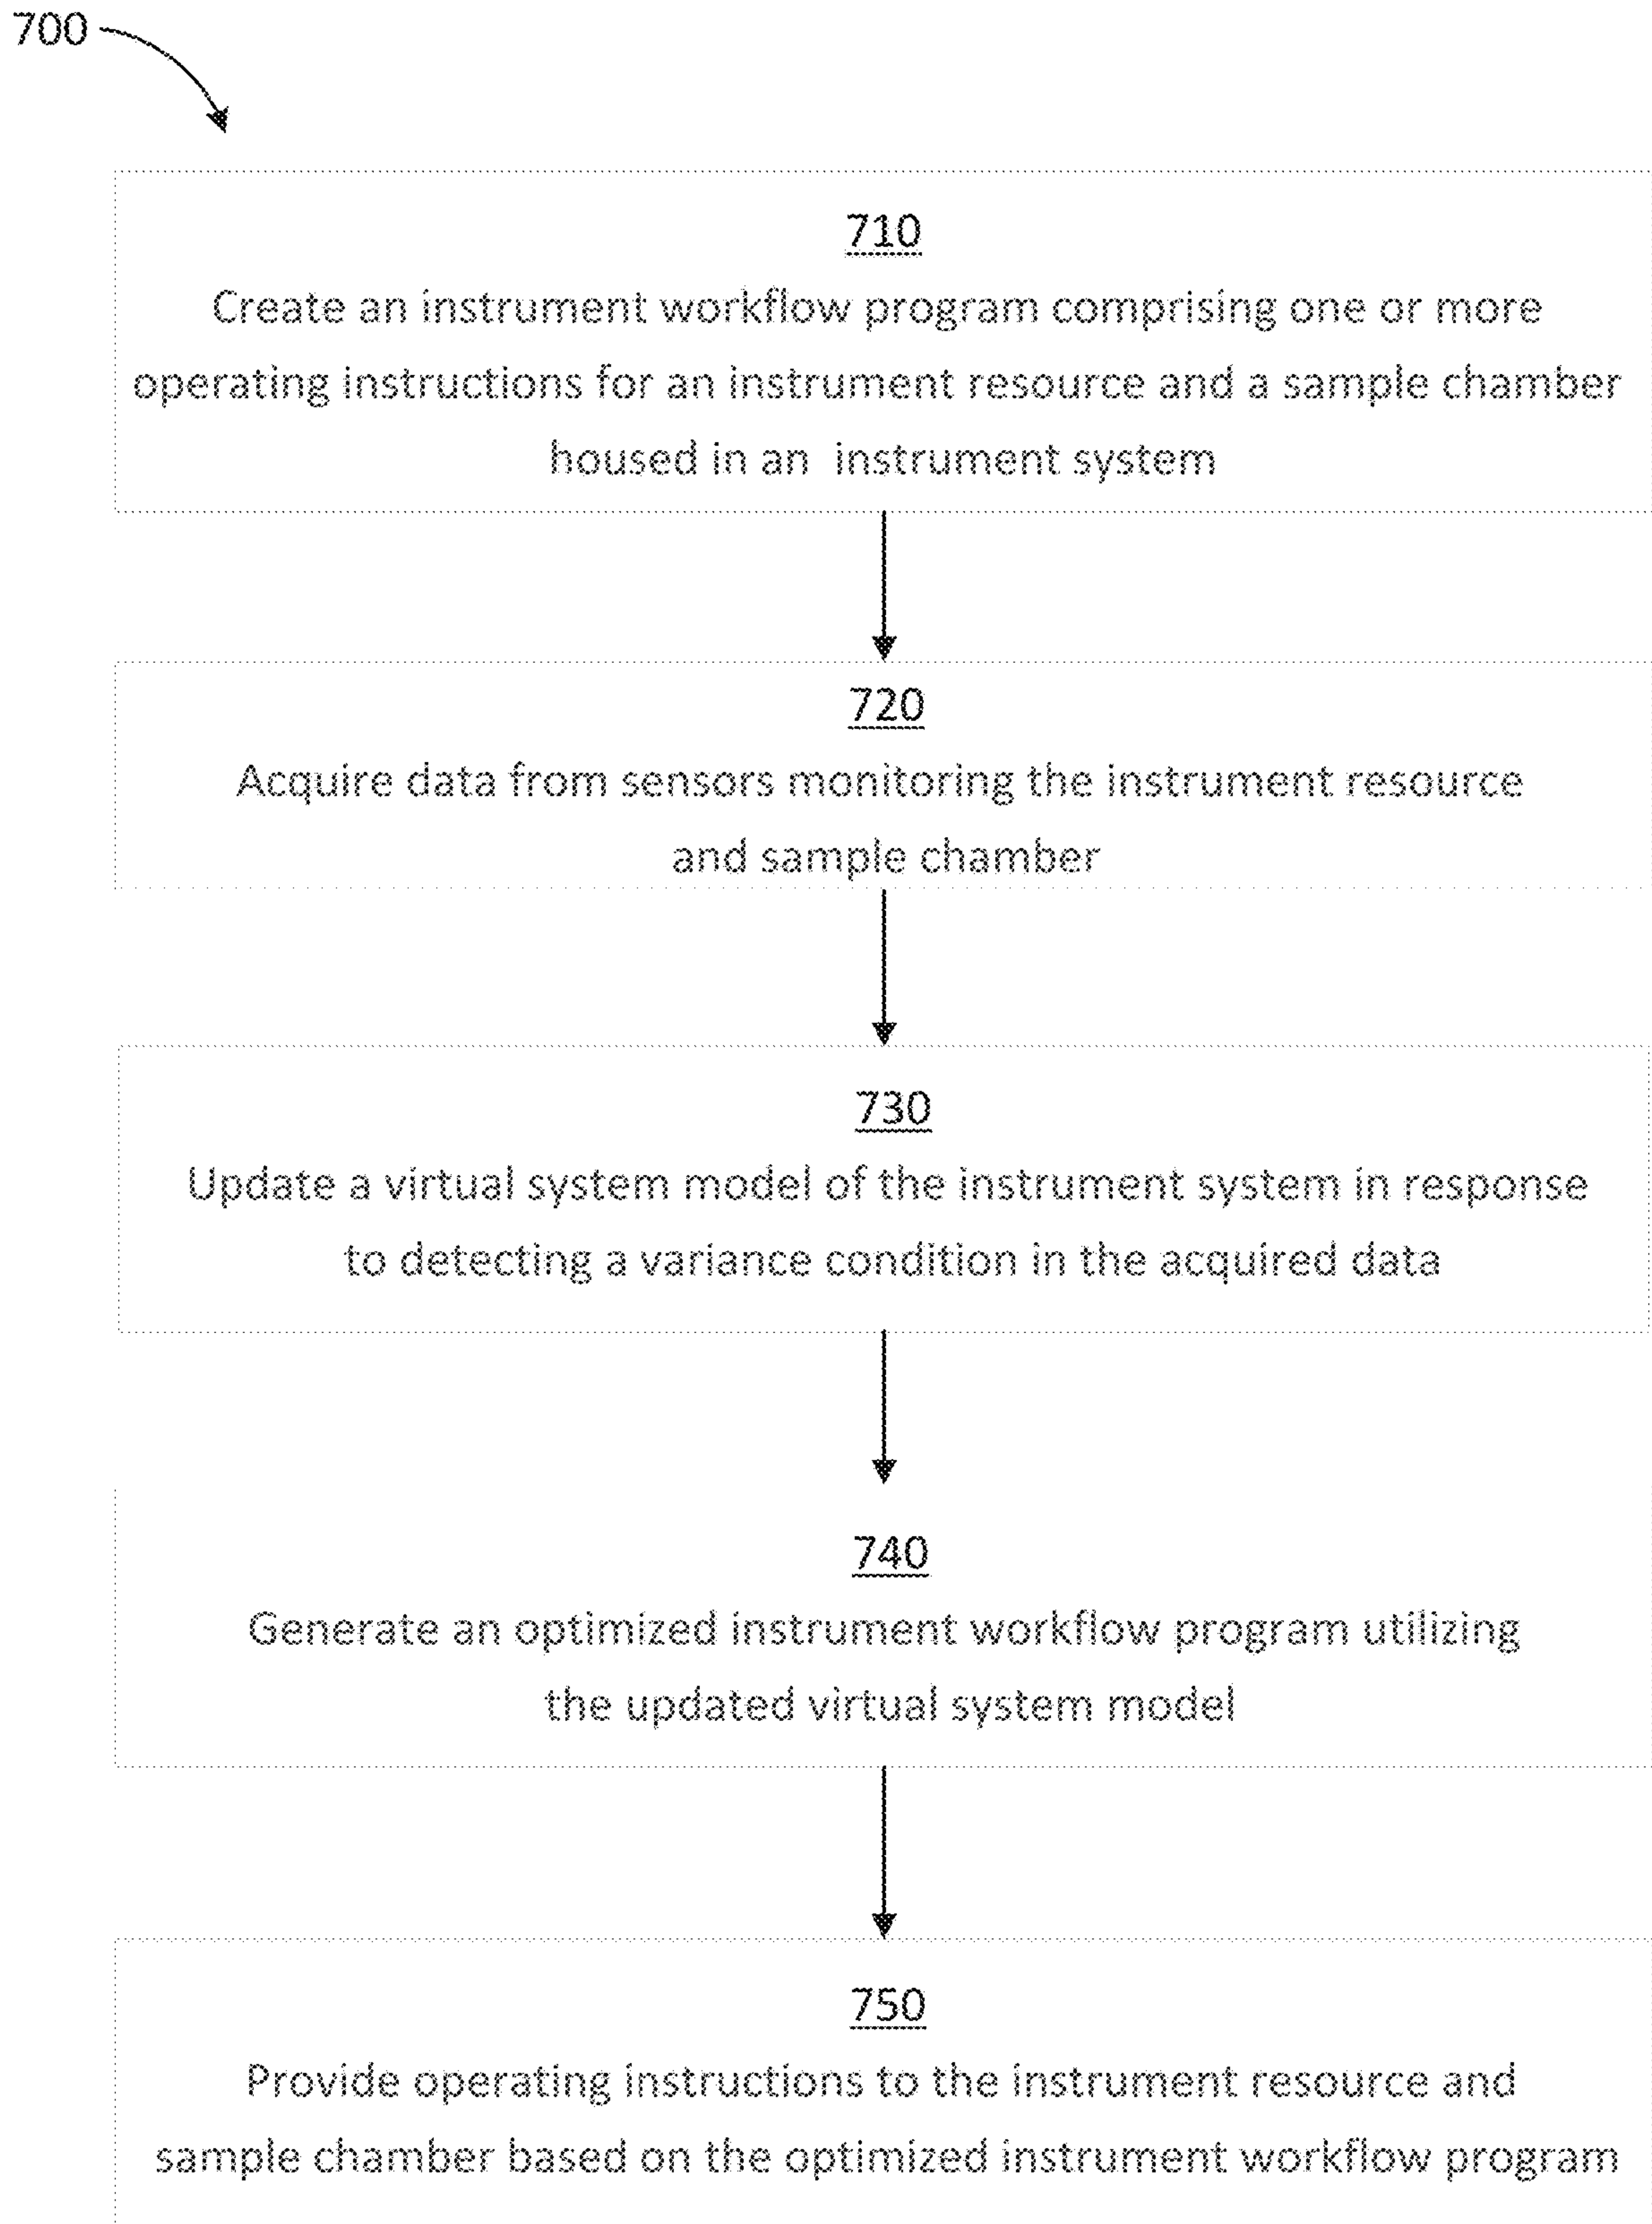 700
710
Create an instrument workflow program comprising one or more
operating instructions for an instrument resource and a sample chamber
housed in an instrument system
720
Acquire data from sensors monitoring the instrument resource
and sample chamber
730
Update a virtual system model of the instrument system in response
to detecting a variance condition in the acquired data
740
Generate an optimized instrument workflow program utilizing
the updated virtual system model
750
Provide operating instructions to the instrument resource and
sample chamber based on the optimized instrument workflow program